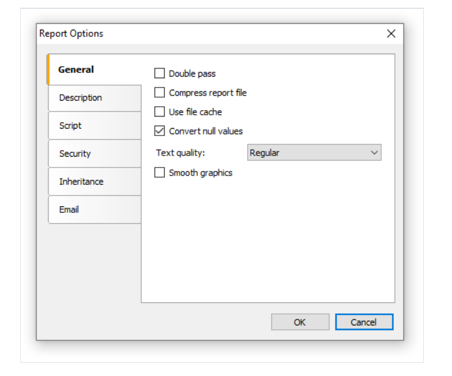 Report Options
General
Description
Script
Security
Inheritance
Email
Double pass
Compress report file
Use file cache
Convert null values
Text quality: Regular
Smooth graphics
OK Cancel